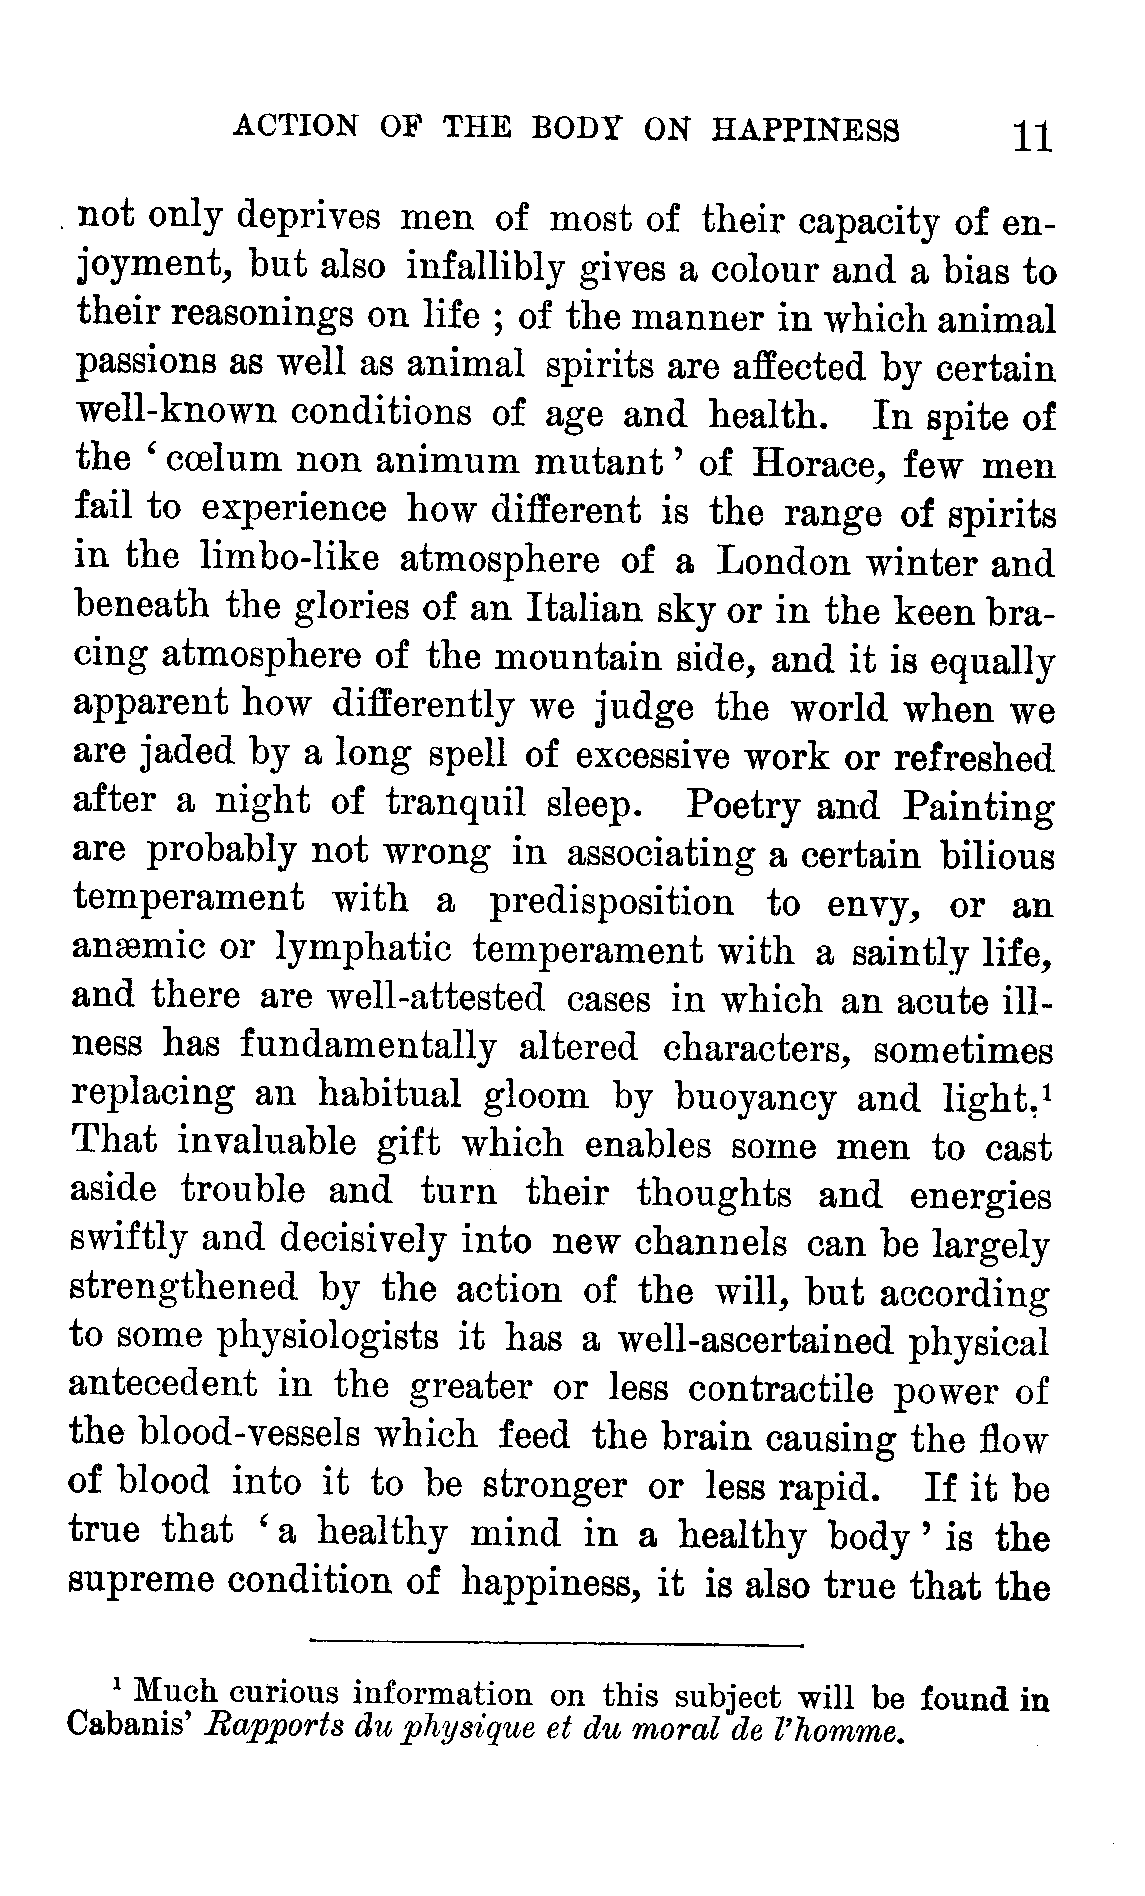 ACTION OF THE BODY ON HAPPINESS 11
not only deprives men of most of their capacity of en-
joyment, but also infallibly gives a colour and a bias to
their reasonings on life ; of the manner in which animal
passions as well as animal spirits are affected by certain
well-known conditions of age and health. In spite of
the ‘ cœlum non animum mutant ’ of Horace, few men
fail to experience how different is the range of spirits
in the limbo-like atmosphere of a London winter and
beneath the glories of an Italian sky or in the keen bra-
cing atmosphere of the mountain side, and it is equally
apparent how differently we judge the world when we
are jaded by a long spell of excessive work or refreshed
after a night of tranquil sleep. Poetry and Painting
are probably not wrong in associating a certain bilious
temperament with a predisposition to envy, or an
anæmic or lymphatic temperament with a saintly life,
and there are well-attested cases in which an acute ill-
ness has fundamentally altered characters, sometimes
replacing an habitual gloom by buoyancy and light.¹
That invaluable gift which enables some men to cast
aside trouble and turn their thoughts and energies
swiftly and decisively into new channels can be largely
strengthened by the action of the will, but according
to some physiologists it has a well-ascertained physical
antecedent in the greater or less contractile power of
the blood-vessels which feed the brain causing the flow
of blood into it to be stronger or less rapid. If it be
true that ‘ a healthy mind in a healthy body ’ is the
supreme condition of happiness, it is also true that the
¹ Much curious information on this subject will be found in
Cabanis’ Rapports du physique et du moral de l’homme.